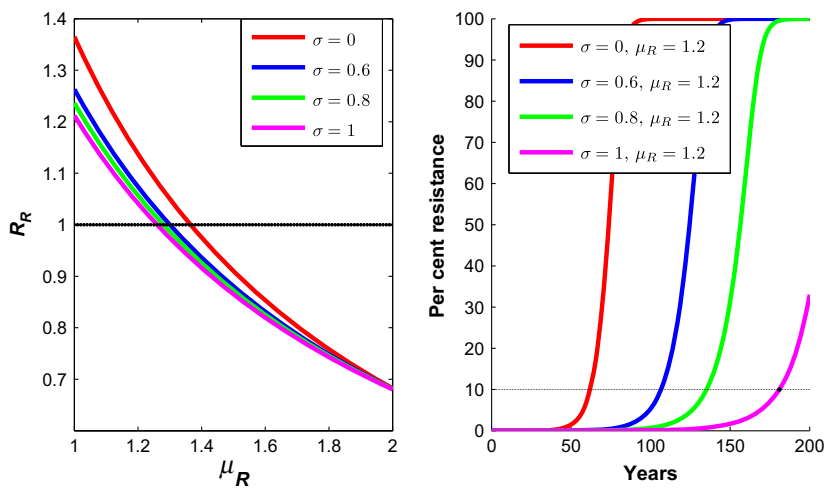 1.4
1.3
1.2
1.1
1
0.9
0.8
0.7
R_R
1
1.2
1.4
1.6
1.8
2
μ_R
σ = 0
σ = 0.6
σ = 0.8
σ = 1
100
90
80
70
60
50
40
30
20
10
0
Per cent resistance
0
50
100
150
200
Years
σ = 0, μ_R = 1.2
σ = 0.6, μ_R = 1.2
σ = 0.8, μ_R = 1.2
σ = 1, μ_R = 1.2